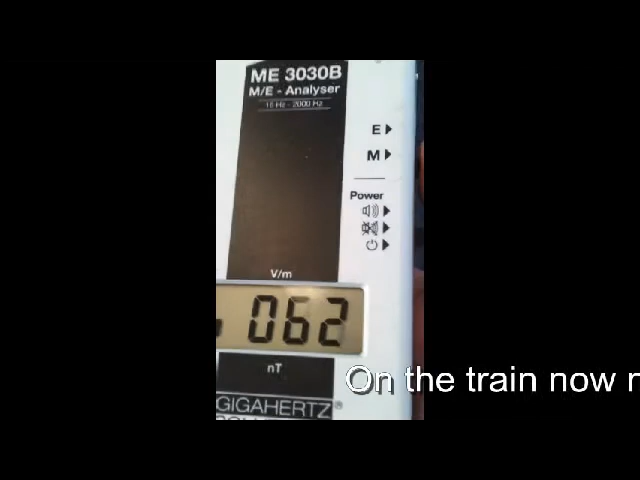 ME 3030B
M/E - Analyser
16 Hz - 2000 Hz
E
M
Power
V/m
062
nT
On the train now
GIGAHERTZ®